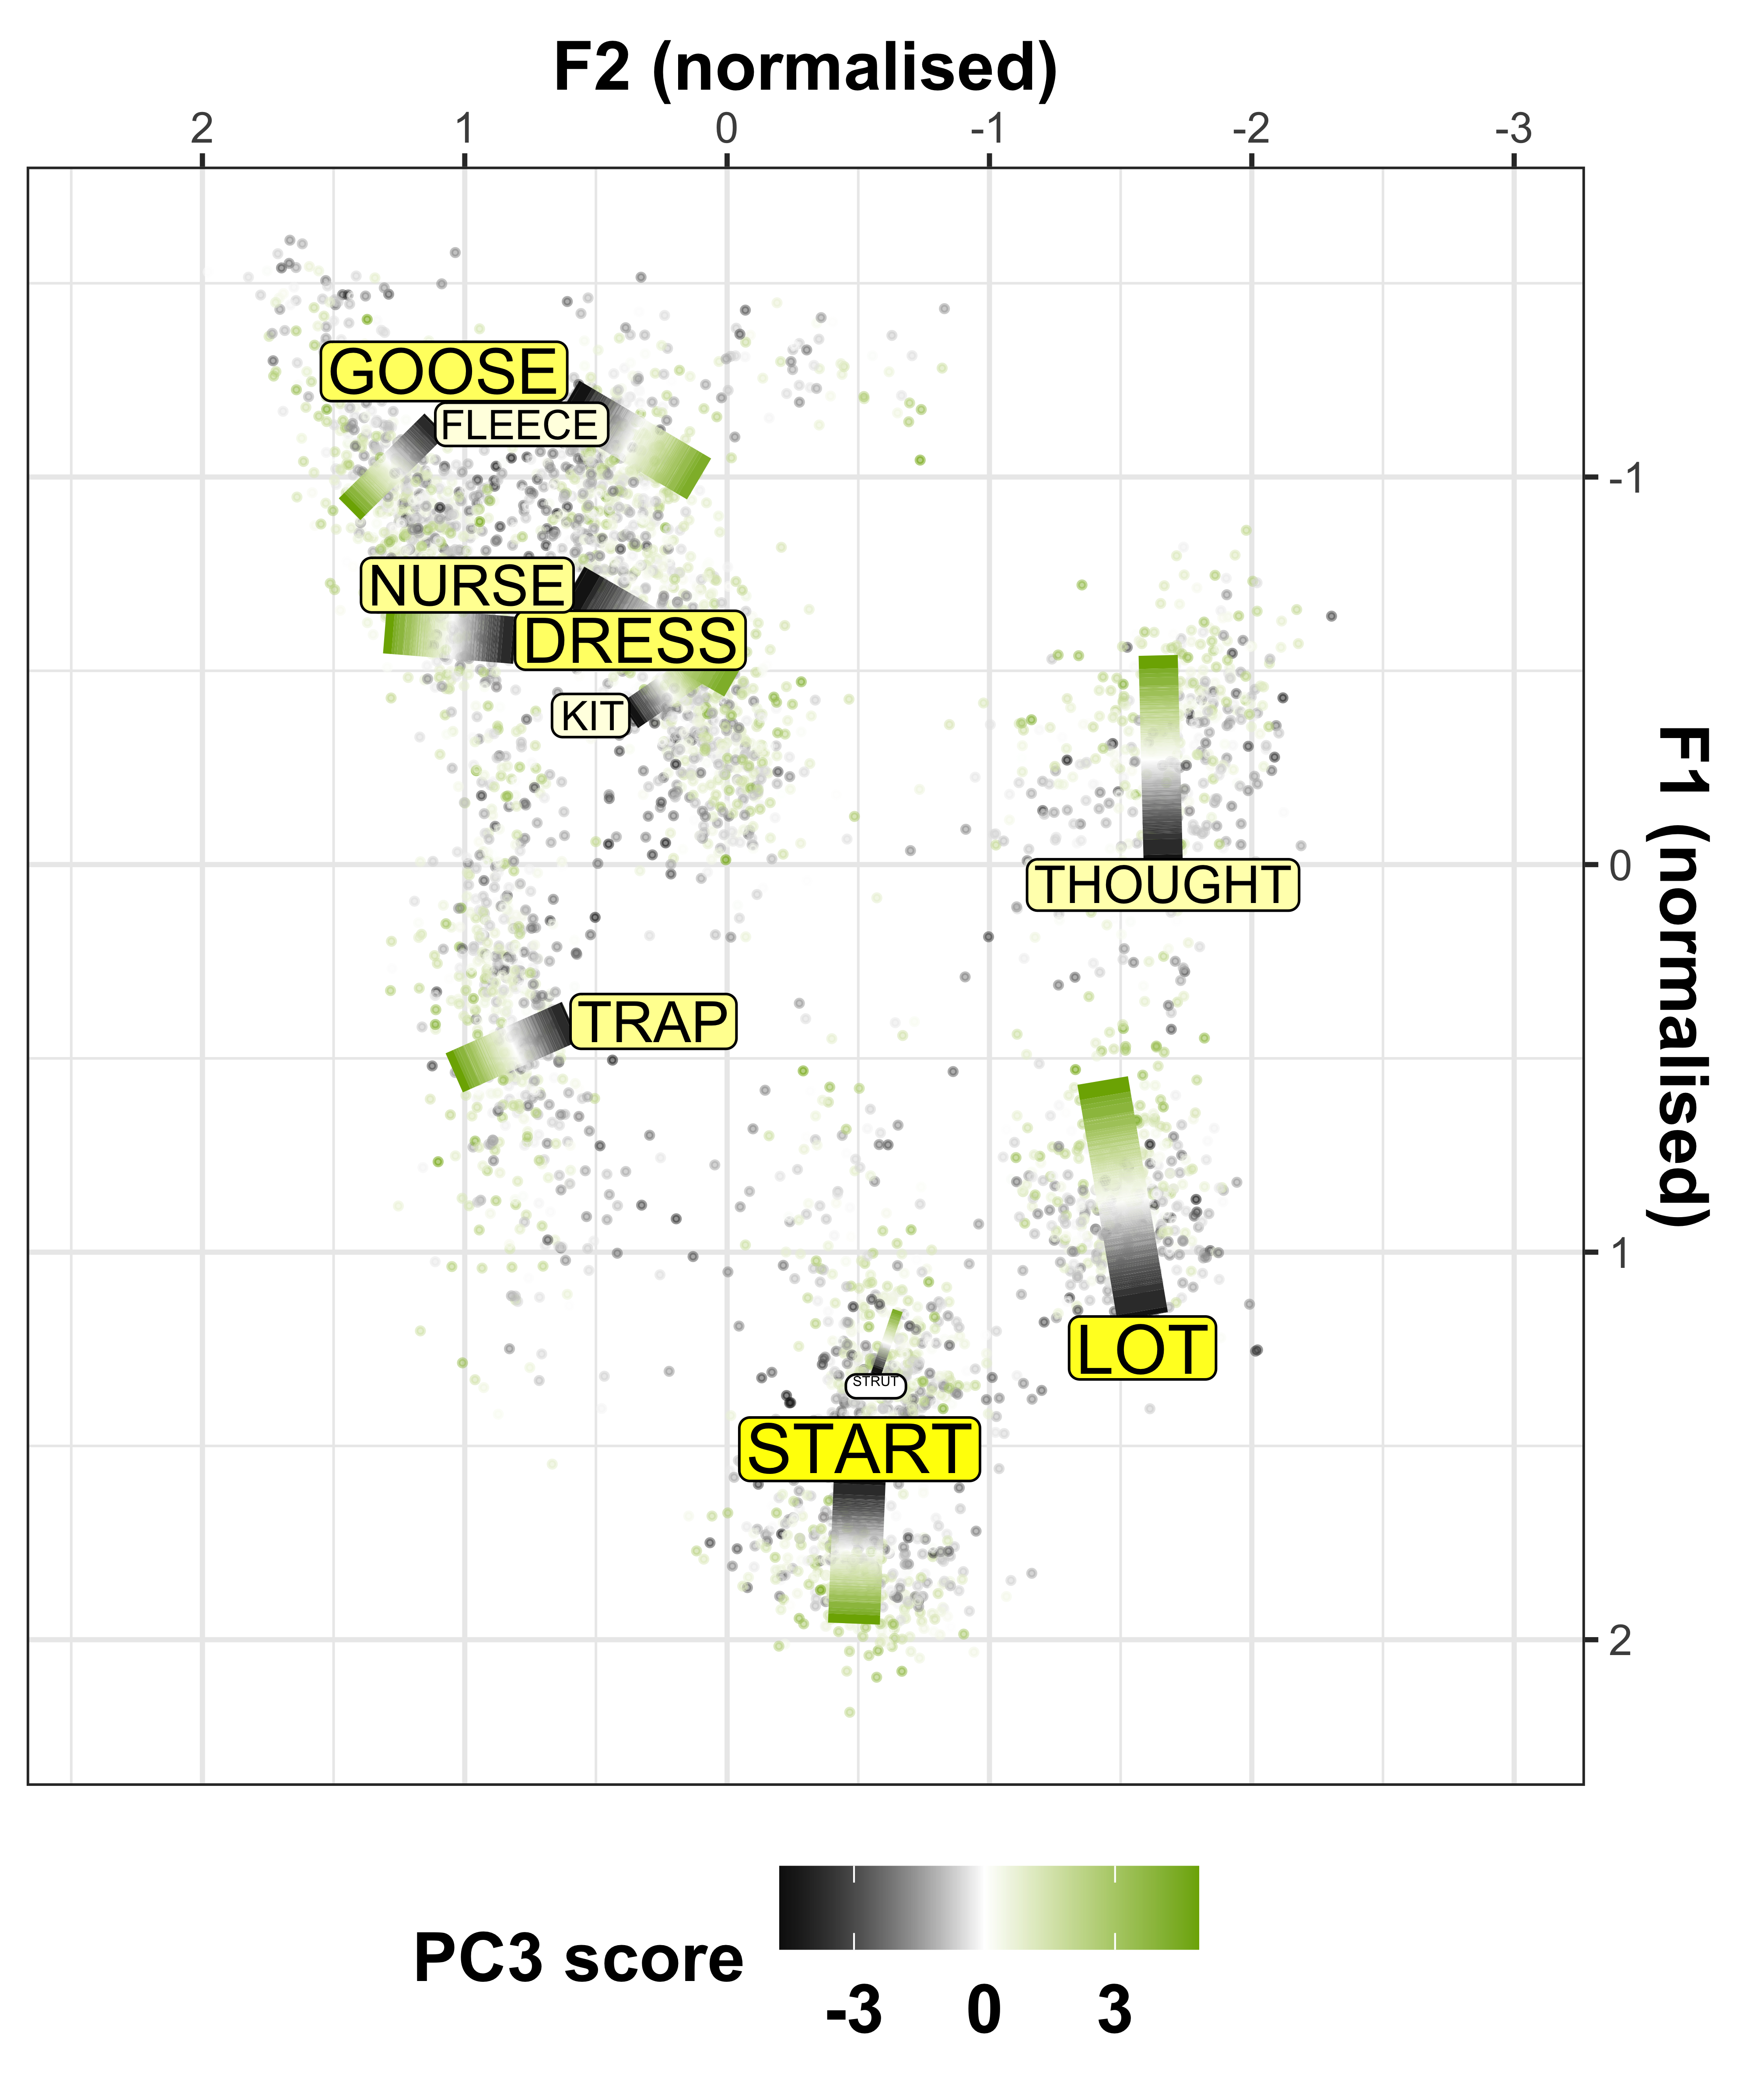 F2 (normalised)
2 1 0 -1 -2 -3
GOOSE
FLEECE
-1
NURSE
DRESS
KIT
F1 (normalised)
0
THOUGHT
TRAP
1
LOT
STRUT
START
2
PC3 score
-3 0 3